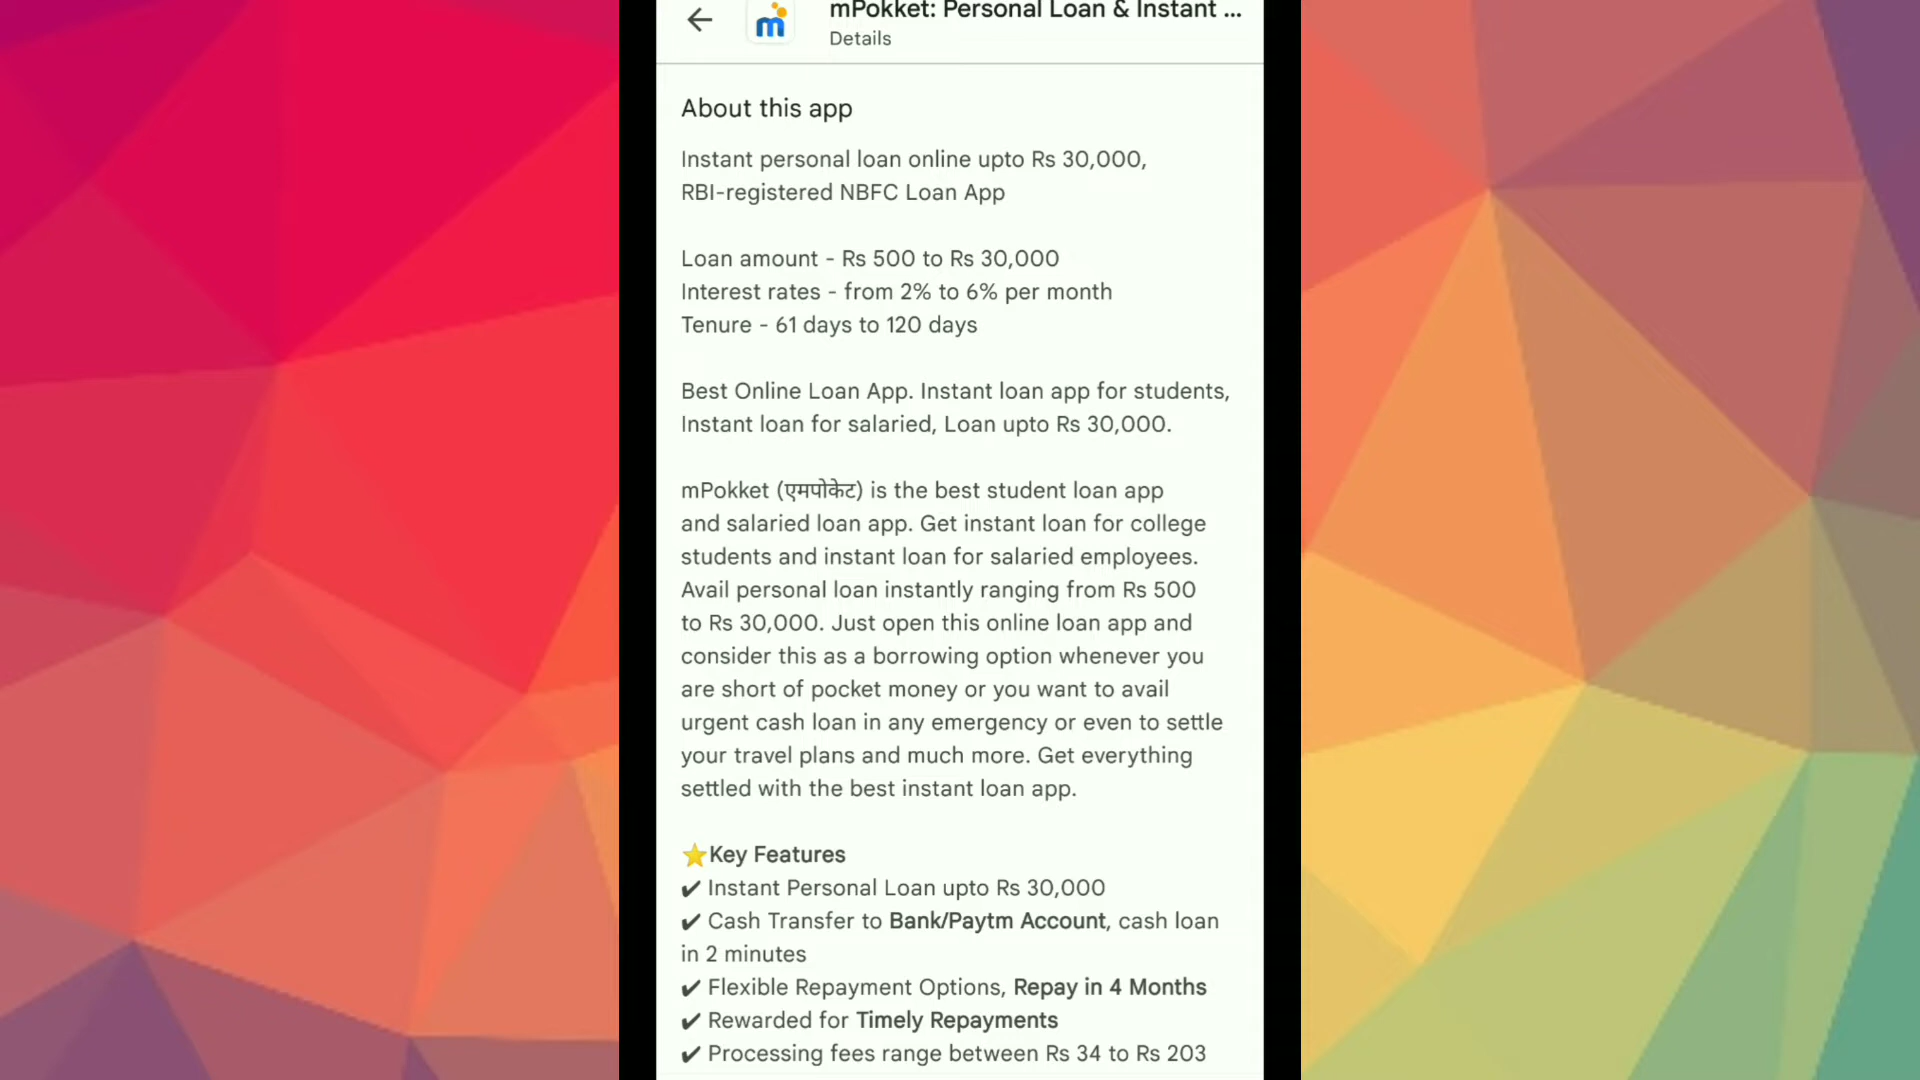 mPokket: Personal Loan & Instant ...
Details
About this app
Instant personal loan online upto Rs 30,000,
RBI-registered NBFC Loan App
Loan amount - Rs 500 to Rs 30,000
Interest rates - from 2% to 6% per month
Tenure - 61 days to 120 days
Best Online Loan App. Instant loan app for students,
Instant loan for salaried, Loan upto Rs 30,000.
mPokket (एमपोकेट) is the best student loan app
and salaried loan app. Get instant loan for college
students and instant loan for salaried employees.
Avail personal loan instantly ranging from Rs 500
to Rs 30,000. Just open this online loan app and
consider this as a borrowing option whenever you
are short of pocket money or you want to avail
urgent cash loan in any emergency or even to settle
your travel plans and much more. Get everything
settled with the best instant loan app.
⭐Key Features
✔ Instant Personal Loan upto Rs 30,000
✔ Cash Transfer to Bank/Paytm Account, cash loan
in 2 minutes
✔ Flexible Repayment Options, Repay in 4 Months
✔ Rewarded for Timely Repayments
✔ Processing fees range between Rs 34 to Rs 203